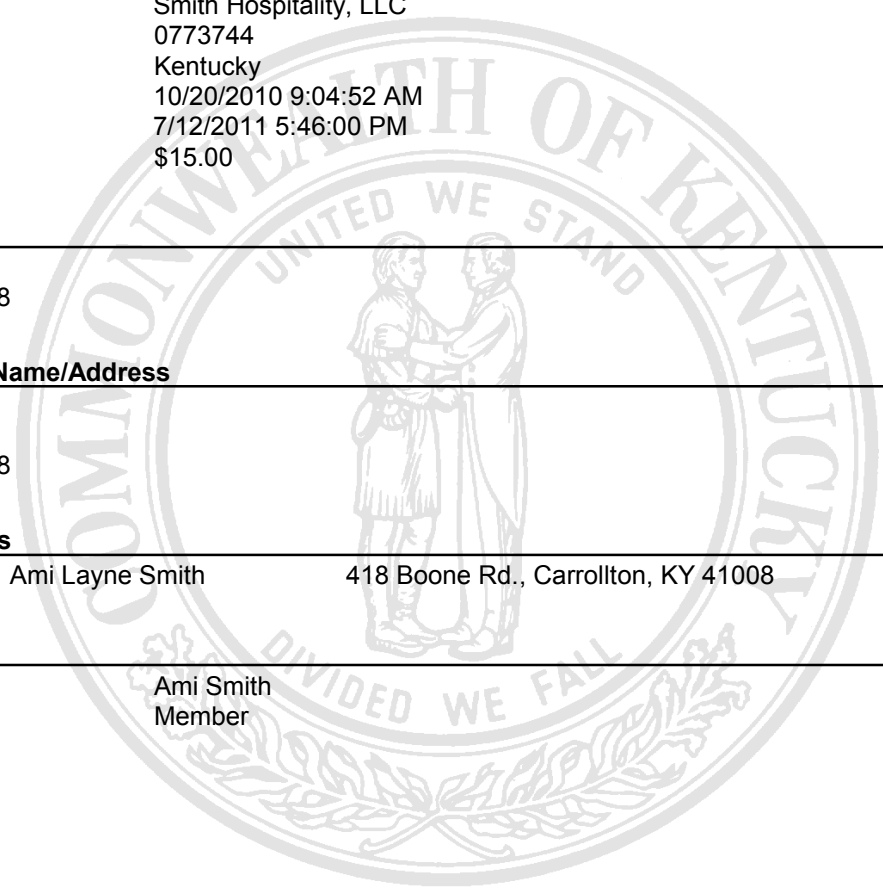 Smith Hospitality, LLC
0773744
Kentucky
10/20/2010 9:04:52 AM
7/12/2011 5:46:00 PM
$15.00
COMMONWEALTH OF KENTUCKY
UNITED WE STAND
8
Name/Address
8
s
Ami Layne Smith 418 Boone Rd., Carrollton, KY 41008
DIVIDED WE FALL
Ami Smith
Member